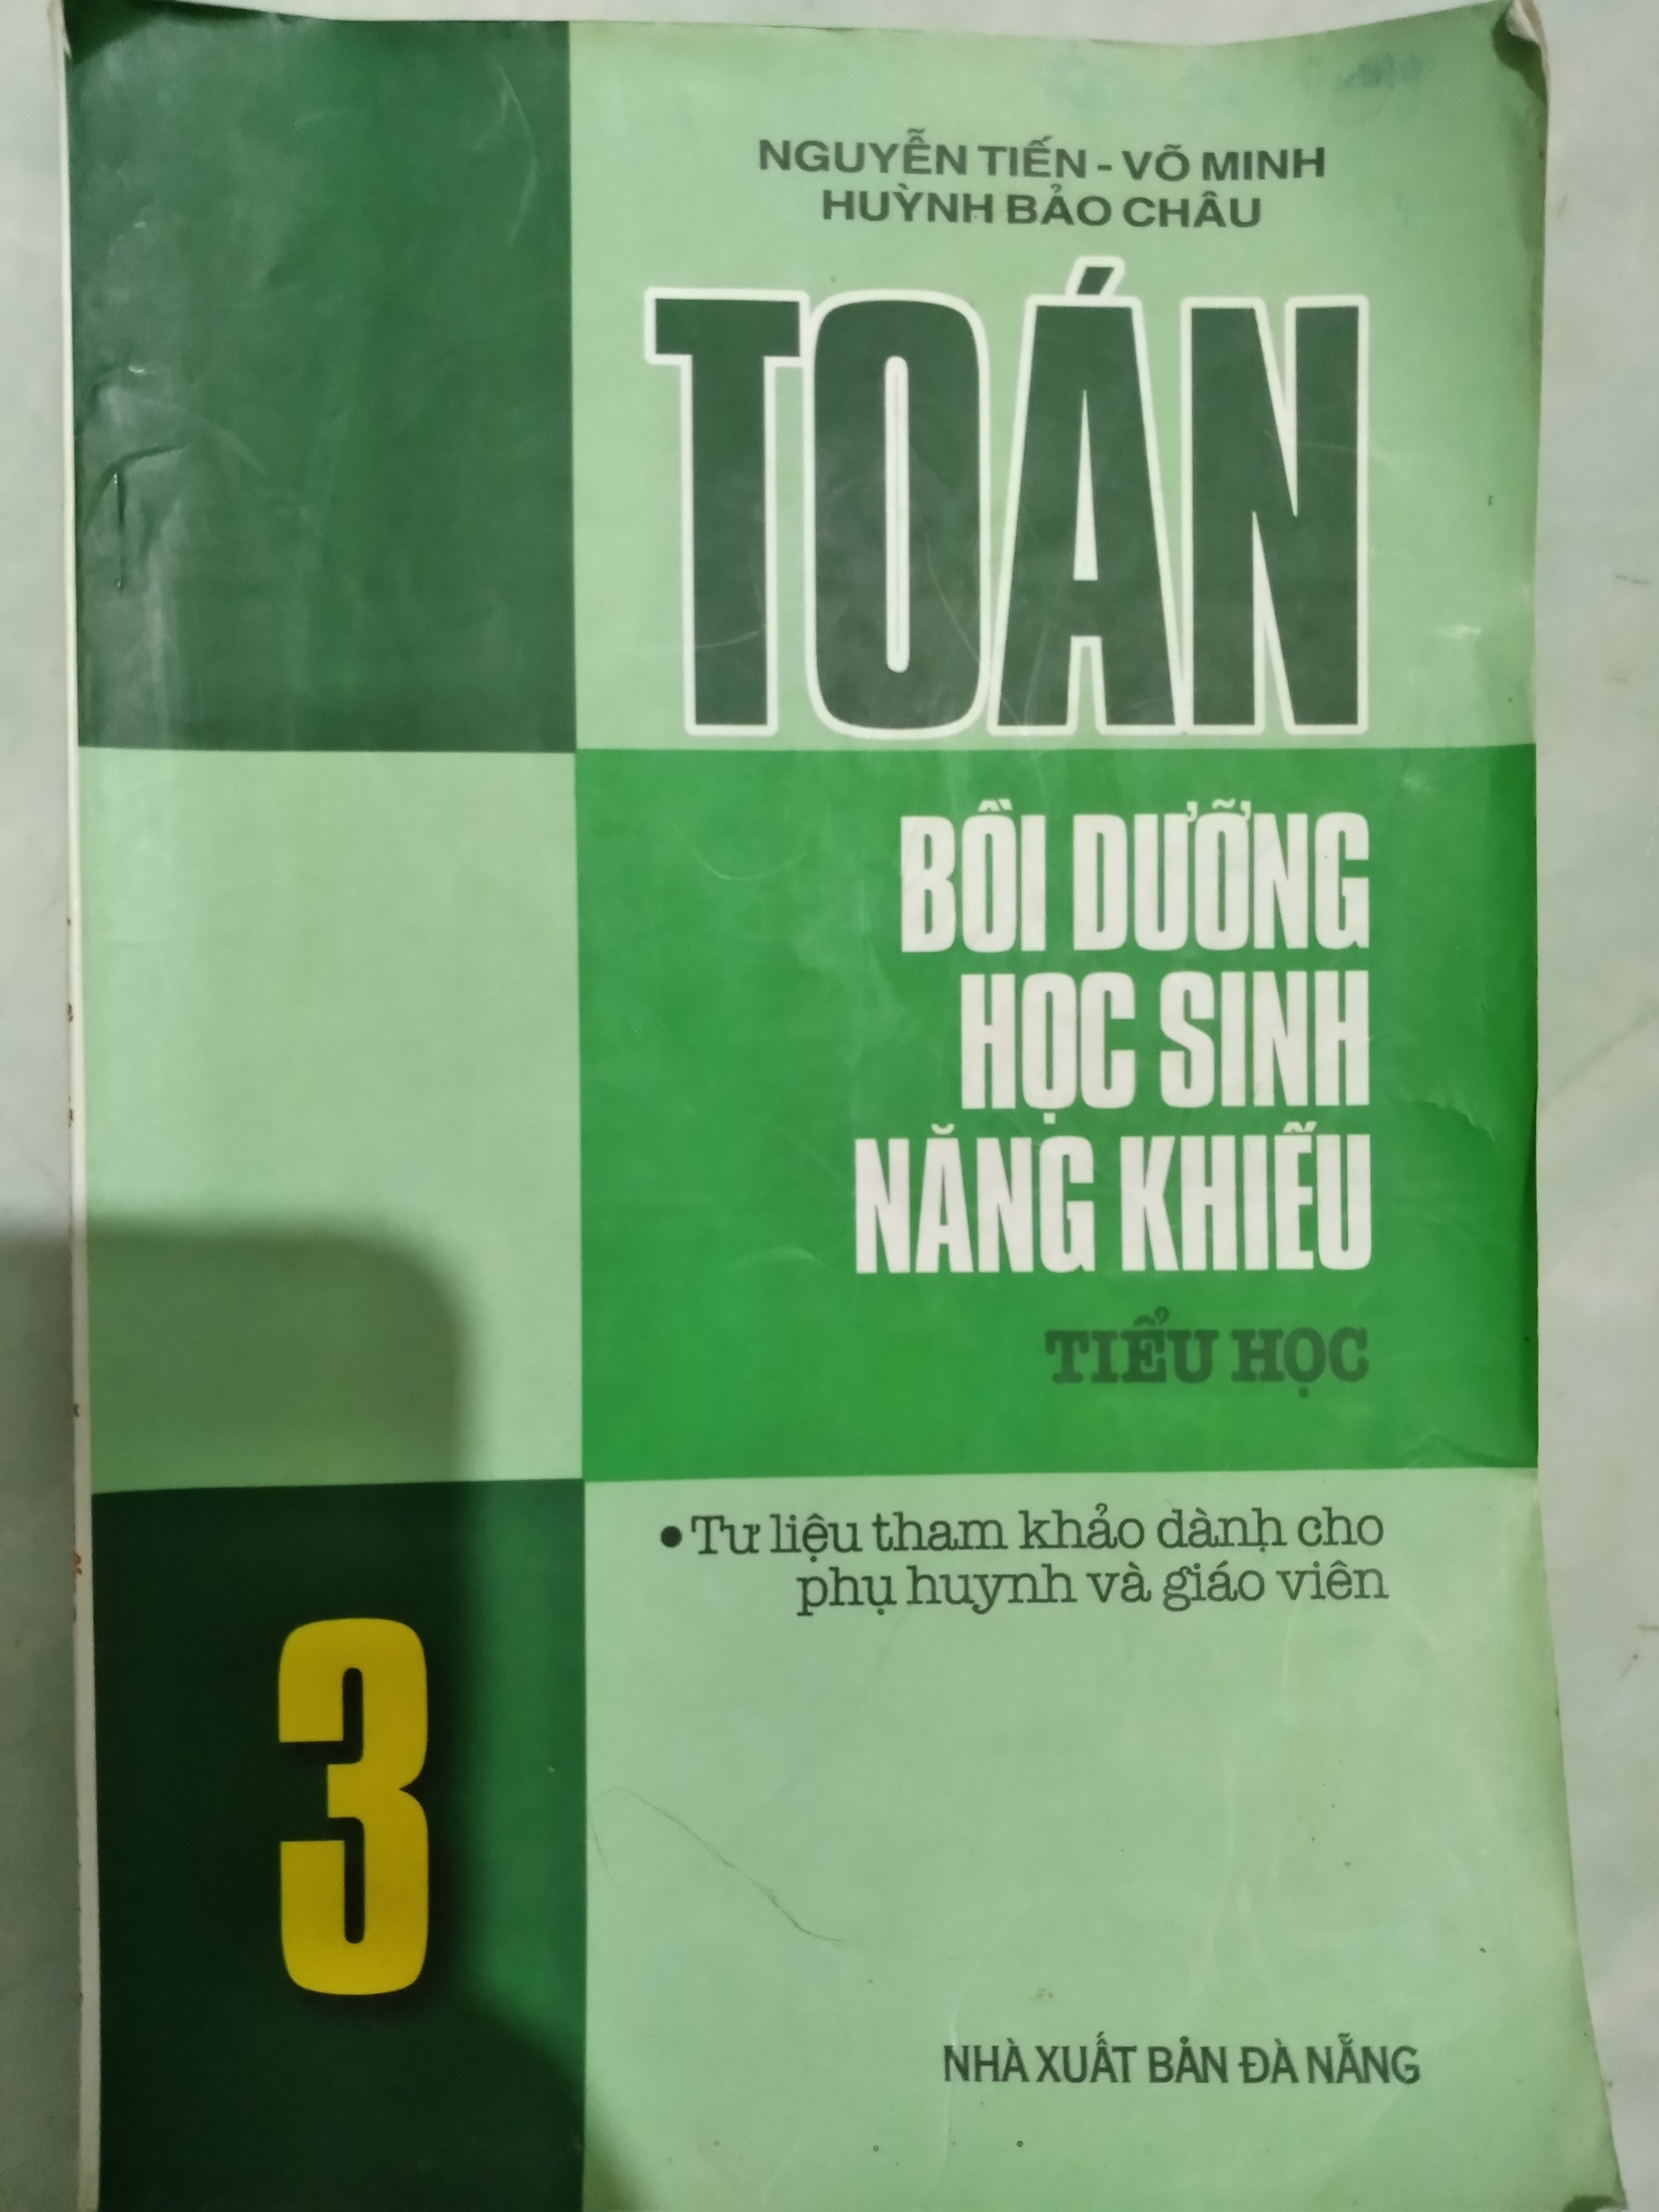 NGUYỄN TIẾN - VÕ MINH
HUỲNH BẢO CHÂU
TOÁN
BỒI DƯỠNG
HỌC SINH
NĂNG KHIẾU
TIỂU HỌC
• Tư liệu tham khảo dành cho
phụ huynh và giáo viên
3
NHÀ XUẤT BẢN ĐÀ NẴNG